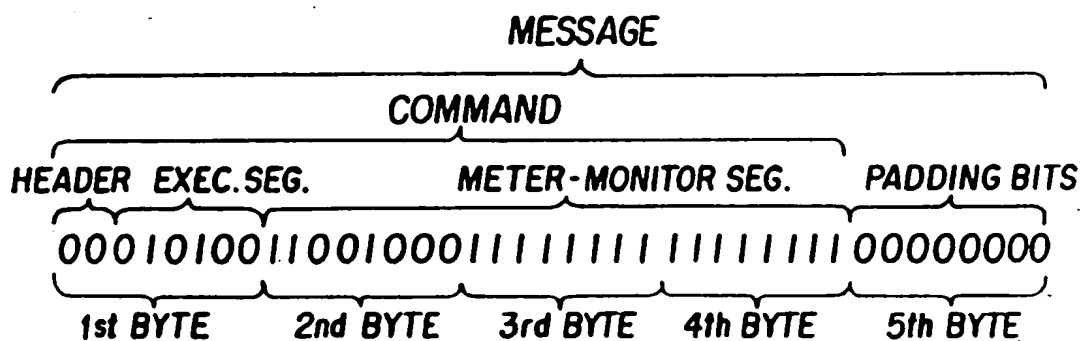 MESSAGE
COMMAND
HEADER EXEC. SEG. METER-MONITOR SEG. PADDING BITS
0001010011001000111111111111111100000000
1st BYTE 2nd BYTE 3rd BYTE 4th BYTE 5th BYTE